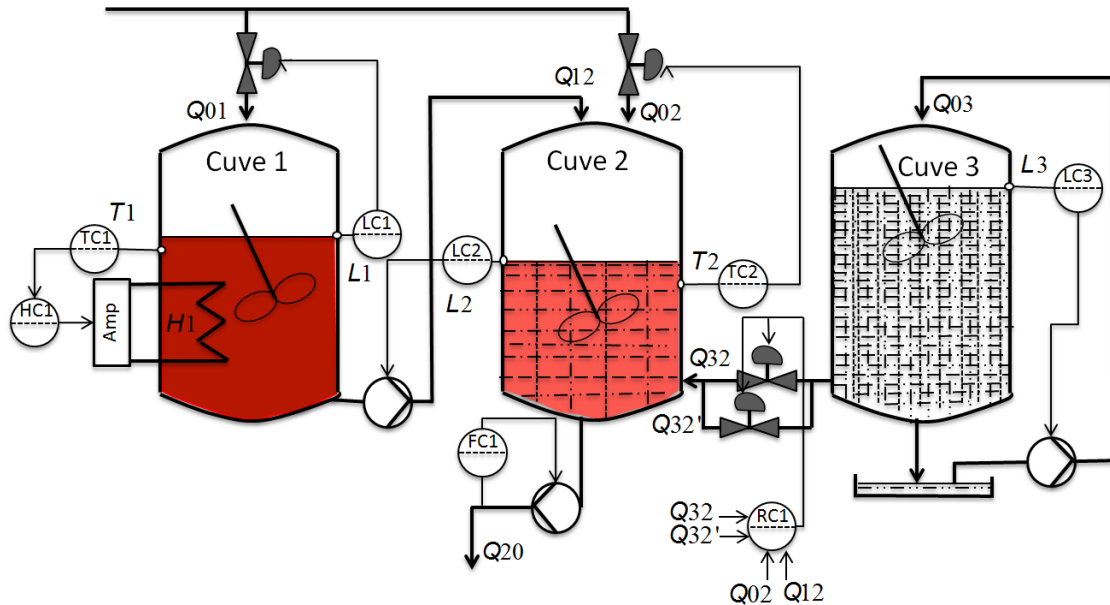 Q01
Q12
Q02
Q03
Cuve 1
Cuve 2
Cuve 3
T1
TC1
LC1
L1
HC1
Amp
H1
LC2
L2
T2
TC2
L3
LC3
Q32
Q32'
FC1
Q20
Q32
Q32'
RC1
Q02
Q12